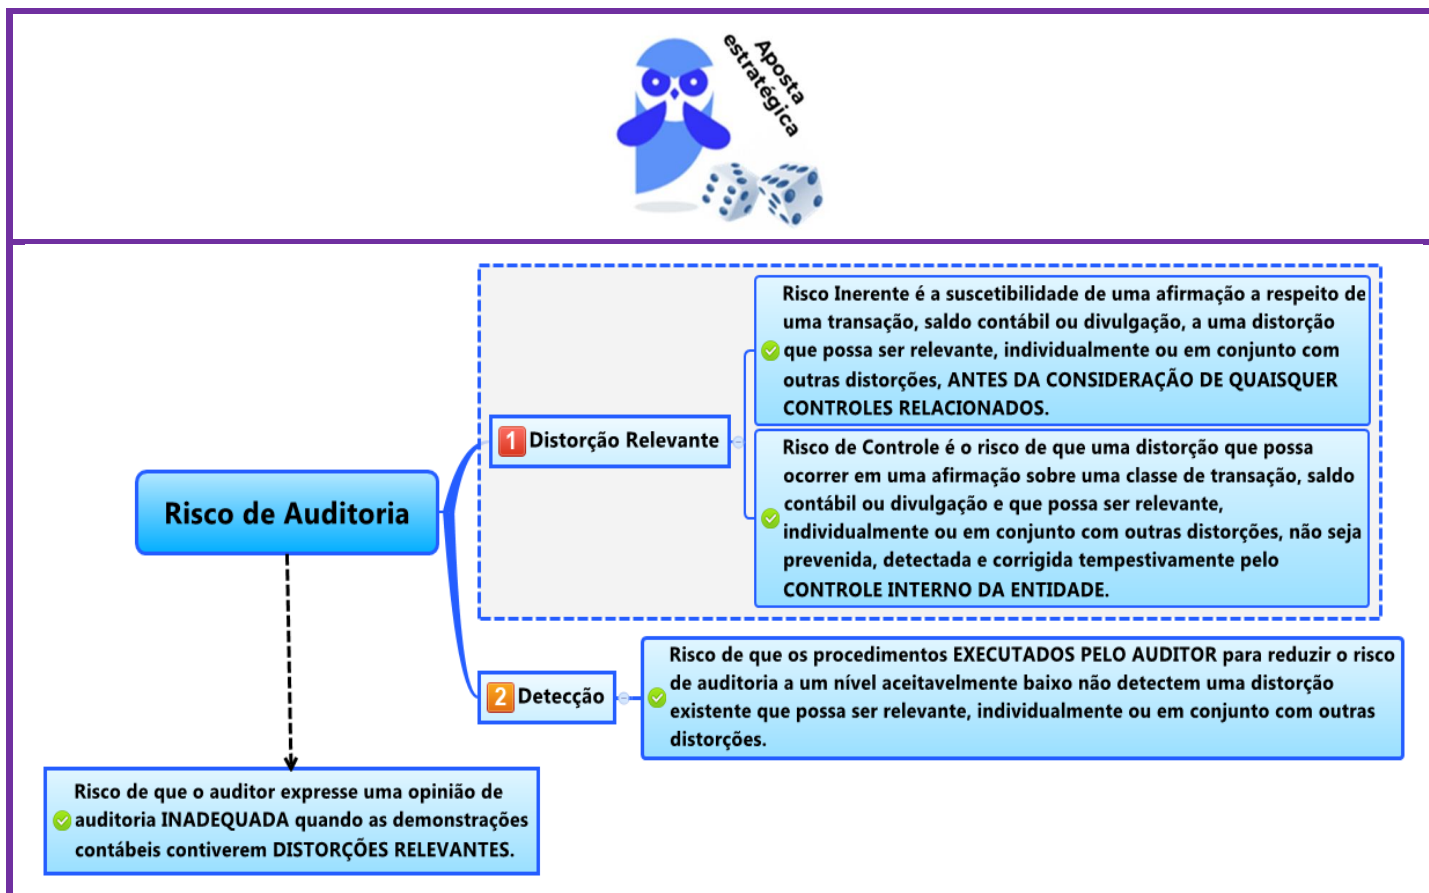 Aposta
estratégica
Risco Inerente é a suscetibilidade de uma afirmação a respeito de
uma transação, saldo contábil ou divulgação, a uma distorção
que possa ser relevante, individualmente ou em conjunto com
outras distorções, ANTES DA CONSIDERAÇÃO DE QUAISQUER
CONTROLES RELACIONADOS.
1 Distorção Relevante
Risco de Controle é o risco de que uma distorção que possa
ocorrer em uma afirmação sobre uma classe de transação, saldo
contábil ou divulgação e que possa ser relevante,
individualmente ou em conjunto com outras distorções, não seja
prevenida, detectada e corrigida tempestivamente pelo
CONTROLE INTERNO DA ENTIDADE.
Risco de Auditoria
2 Detecção
Risco de que os procedimentos EXECUTADOS PELO AUDITOR para reduzir o risco
de auditoria a um nível aceitavelmente baixo não detectem uma distorção
existente que possa ser relevante, individualmente ou em conjunto com outras
distorções.
Risco de que o auditor expresse uma opinião de
auditoria INADEQUADA quando as demonstrações
contábeis contiverem DISTORÇÕES RELEVANTES.